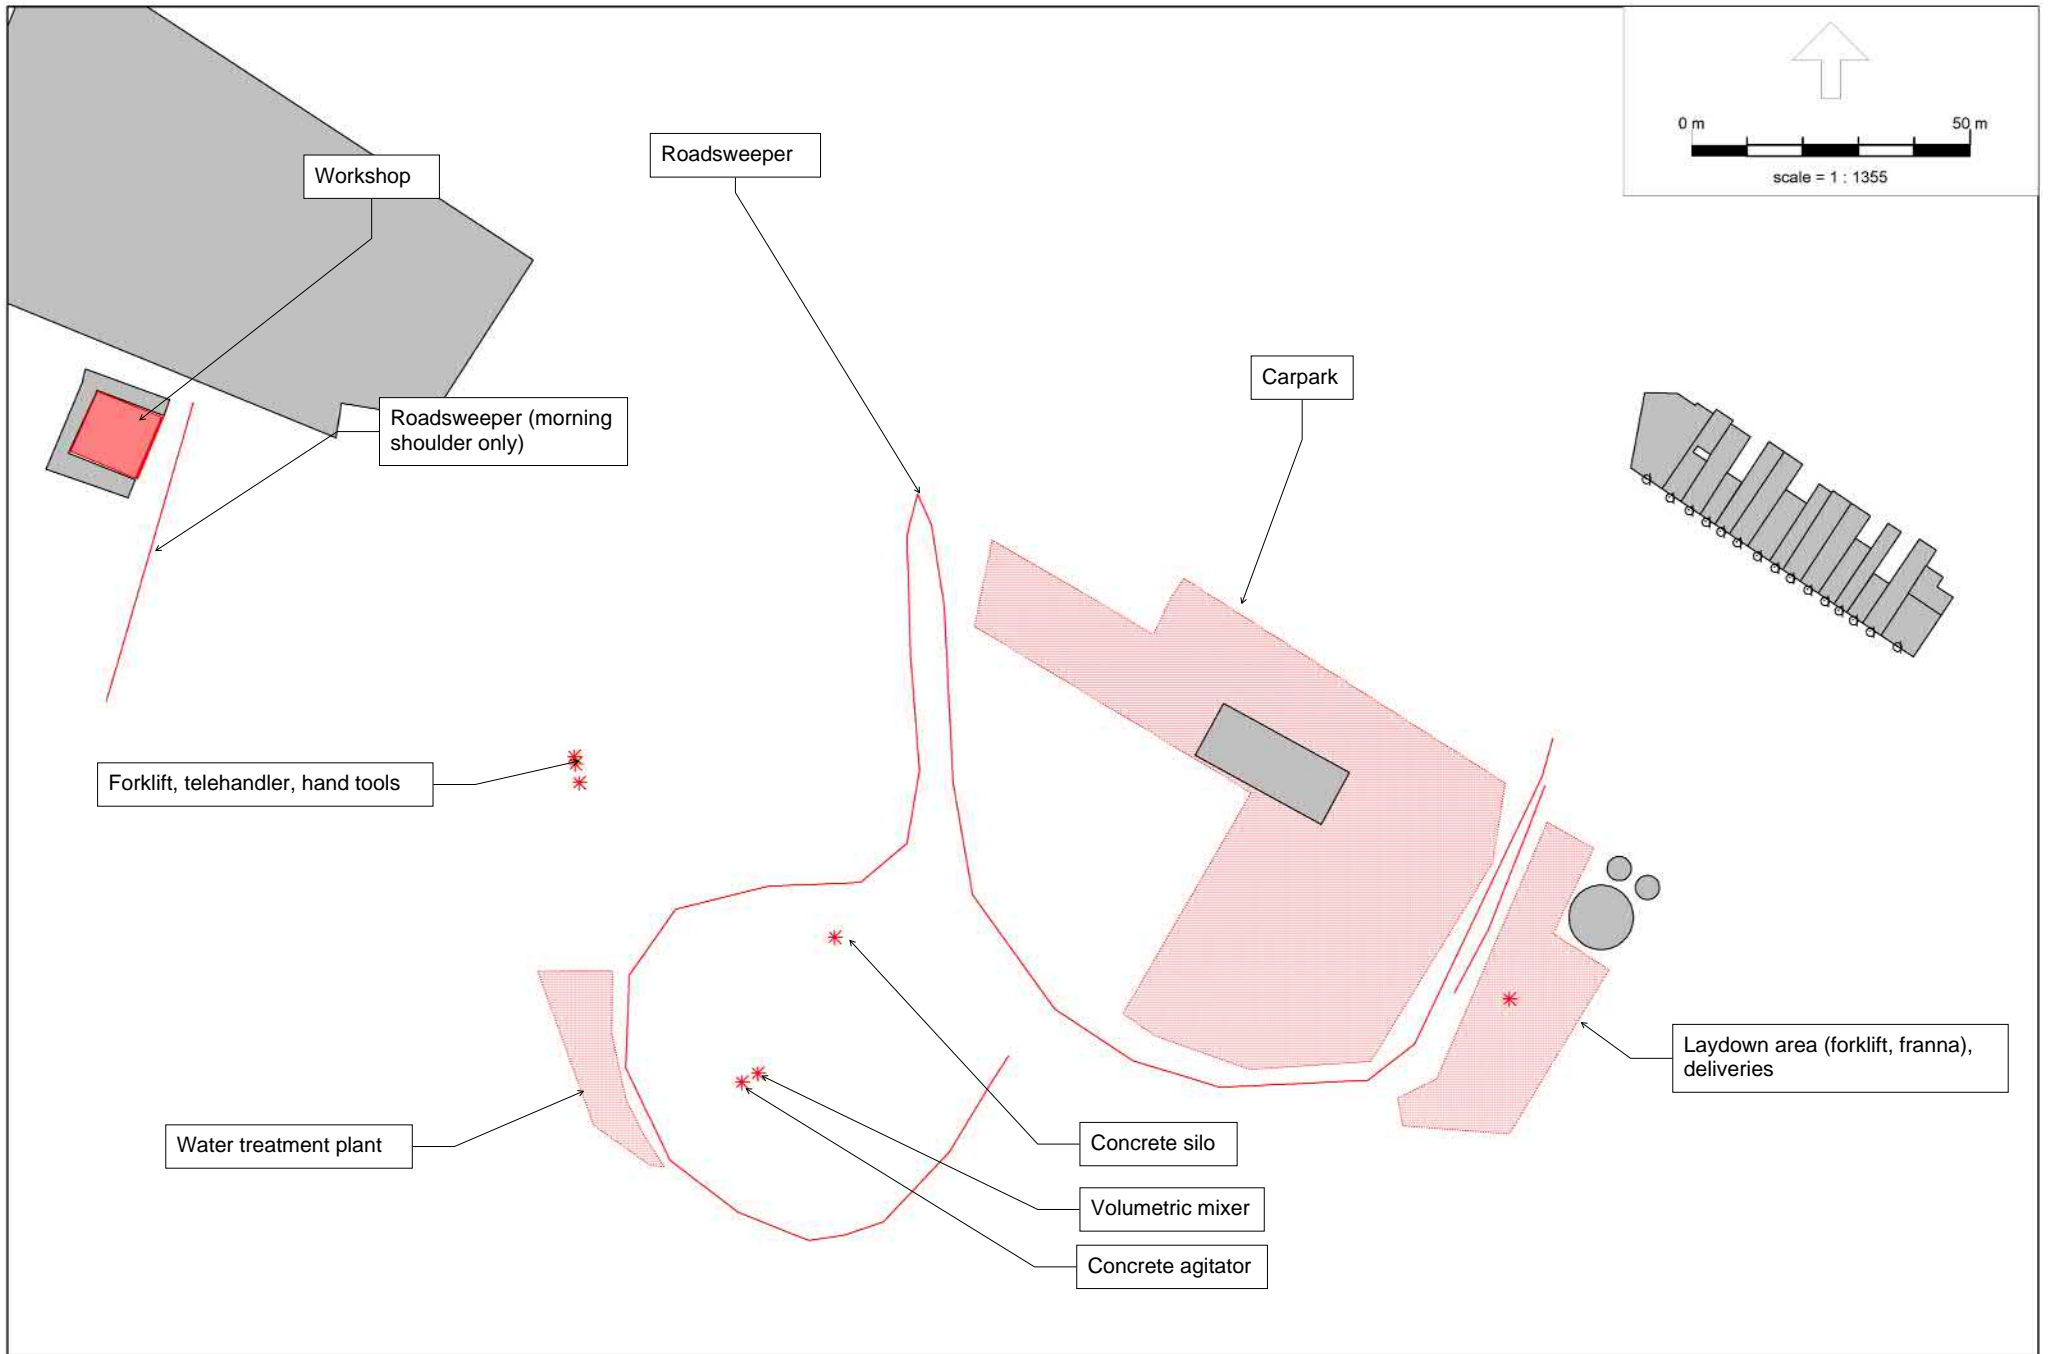 0 m 50 m
scale = 1 : 1355
Roadsweeper
Workshop
Carpark
Roadsweeper (morning
shoulder only)
Forklift, telehandler, hand tools
Laydown area (forklift, franna),
deliveries
Water treatment plant
Concrete silo
Volumetric mixer
Concrete agitator